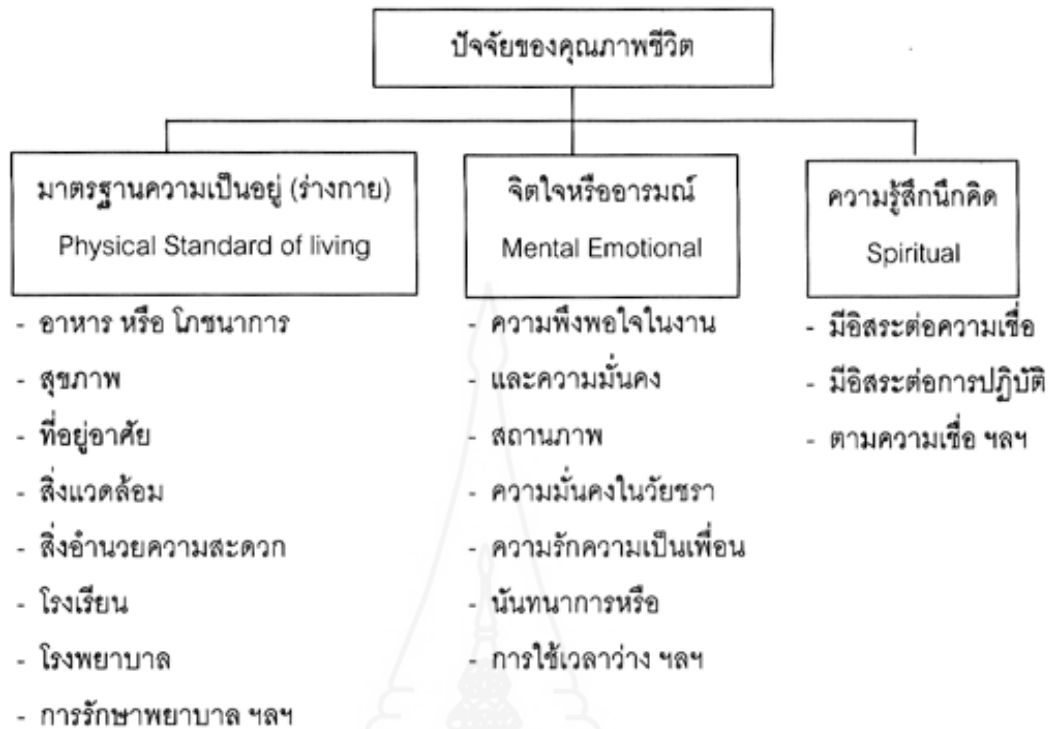 ปัจจัยของคุณภาพชีวิต
มาตรฐานความเป็นอยู่ (ร่างกาย)
Physical Standard of living
- อาหาร หรือ โภชนาการ
- สุขภาพ
- ที่อยู่อาศัย
- สิ่งแวดล้อม
- สิ่งอำนวยความสะดวก
- โรงเรียน
- โรงพยาบาล
- การรักษาพยาบาล ฯลฯ
จิตใจหรืออารมณ์
Mental Emotional
- ความพึงพอใจในงาน
- และความมั่นคง
- สถานภาพ
- ความมั่นคงในวัยชรา
- ความรักความเป็นเพื่อน
- นันทนาการหรือ
- การใช้เวลาว่าง ฯลฯ
ความรู้สึกนึกคิด
Spiritual
- มีอิสระต่อความเชื่อ
- มีอิสระต่อการปฏิบัติ
- ตามความเชื่อ ฯลฯ